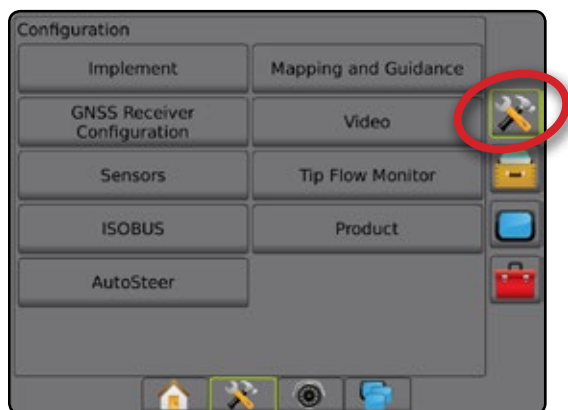 Configuration
Implement
Mapping and Guidance
GNSS Receiver
Configuration
Video
Sensors
Tip Flow Monitor
ISOBUS
Product
AutoSteer